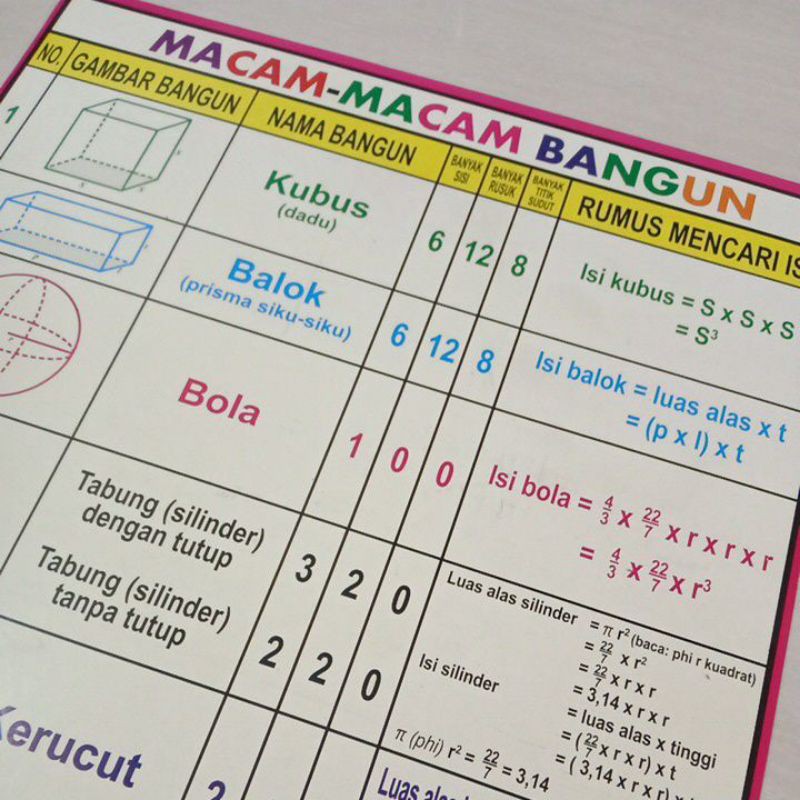 MACAM-MACAM BANGUN
NO. GAMBAR BANGUN NAMA BANGUN BANYAK SISI BANYAK RUSUK BANYAK TITIK SUDUT RUMUS MENCARI
1
Kubus
(dadu)
6 12 8
Isi kubus = S x S x S
= S³
Balok
(prisma siku-siku)
6 12 8
Isi balok = luas alas x t
= (p x l) x t
Bola
1 0 0
Isi bola = 4/3 x 22/7 x r x r x r
= 4/3 x 22/7 x r³
Tabung (silinder)
dengan tutup
3 2 0
Tabung (silinder)
tanpa tutup
2 2 0
Luas alas silinder = π r² (baca: phi r kuadrat)
= 22/7 x r²
= 22/7 x r x r
= 3,14 x r x r
Isi silinder = luas alas x tinggi
= (22/7 x r x r) x t
= (3,14 x r x r) x
π (phi) r² = 22/7 = 3,14
Kerucut
2
Luas